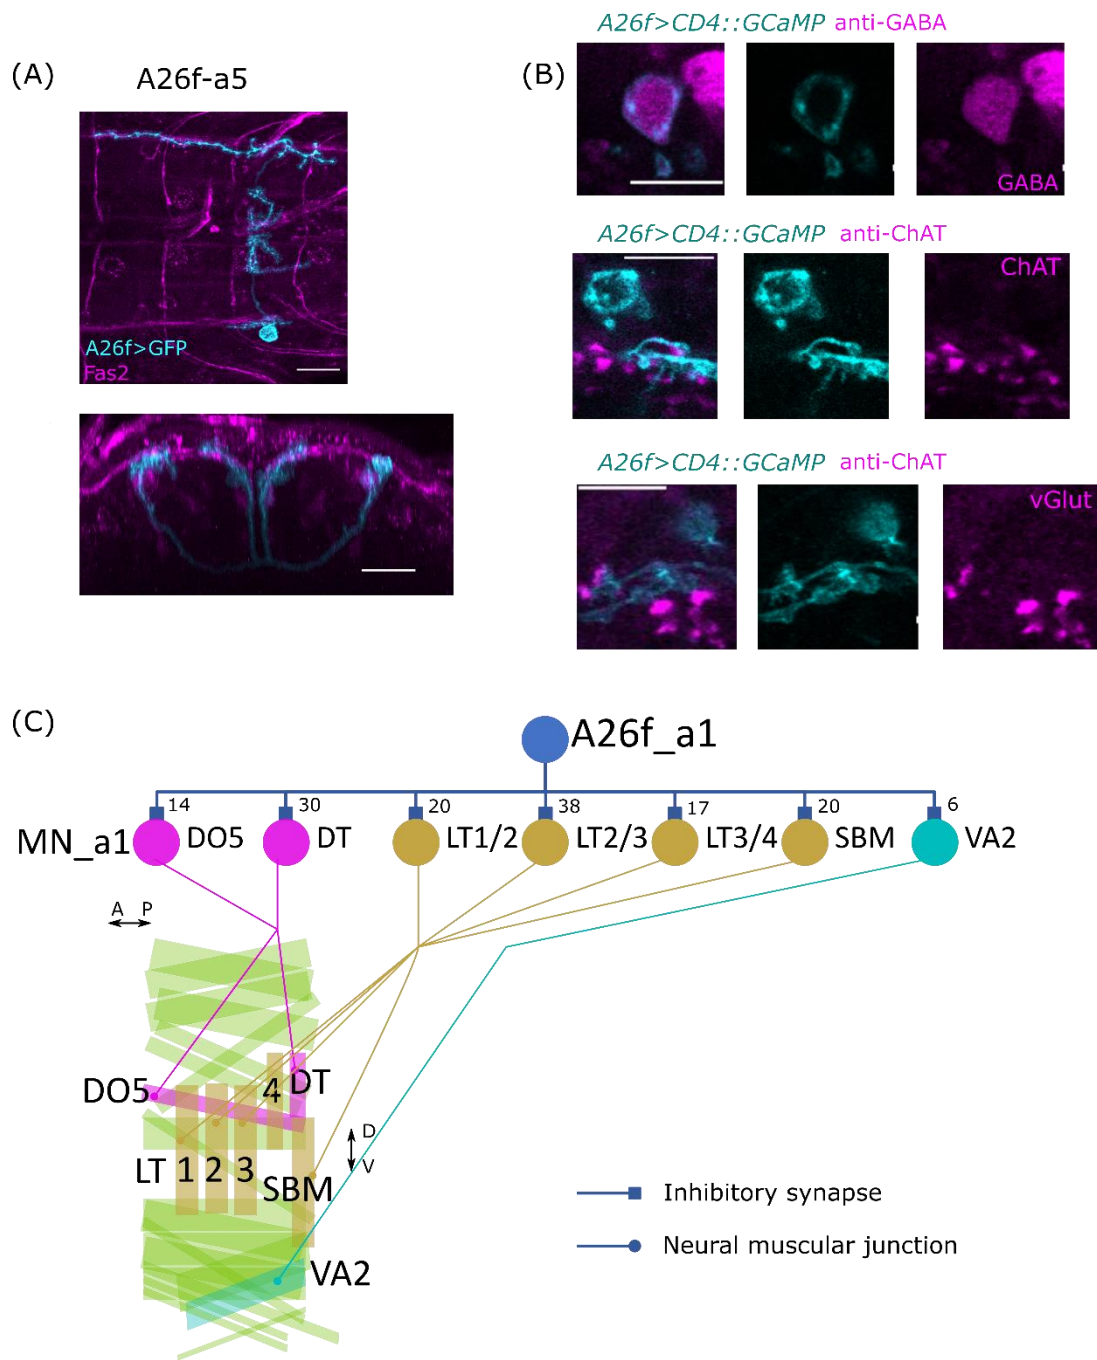 (A)
A26f-a5
A26f>GFP
Fas2
(B)
A26f>CD4::GCaMP anti-GABA
GABA
A26f>CD4::GCaMP anti-ChAT
ChAT
A26f>CD4::GCaMP anti-ChAT
vGlut
(C)
A26f_a1
14 30 20 38 17 20 6
MN_a1 DO5 DT LT1/2 LT2/3 LT3/4 SBM VA2
A P
DO5 4 DT
D
V
LT 1 2 3 SBM
VA2
Inhibitory synapse
Neural muscular junction